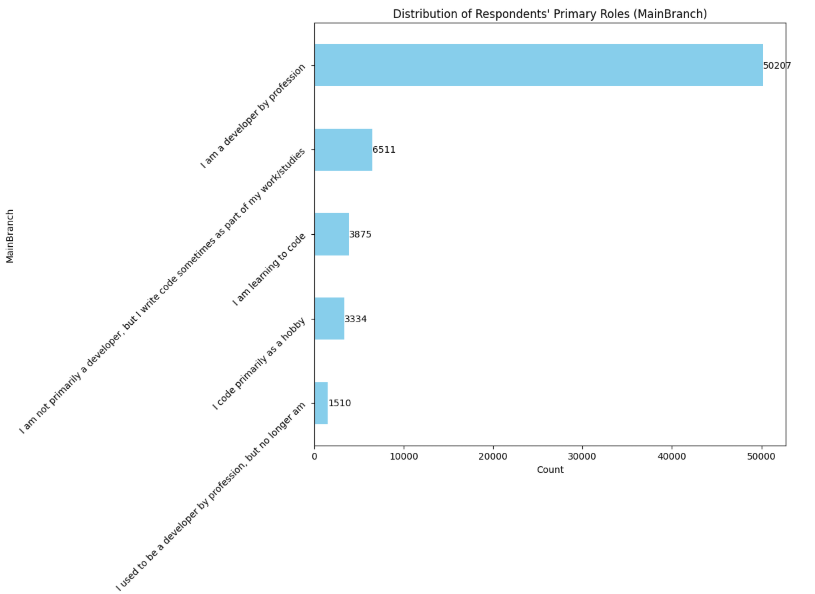 Distribution of Respondents' Primary Roles (MainBranch)
MainBranch
I am a developer by profession
50207
I am not primarily a developer, but I write code sometimes as part of my work/studies
6511
I am learning to code
3875
I code primarily as a hobby
3334
I used to be a developer by profession, but no longer am
1510
0 10000 20000 30000 40000 50000
Count